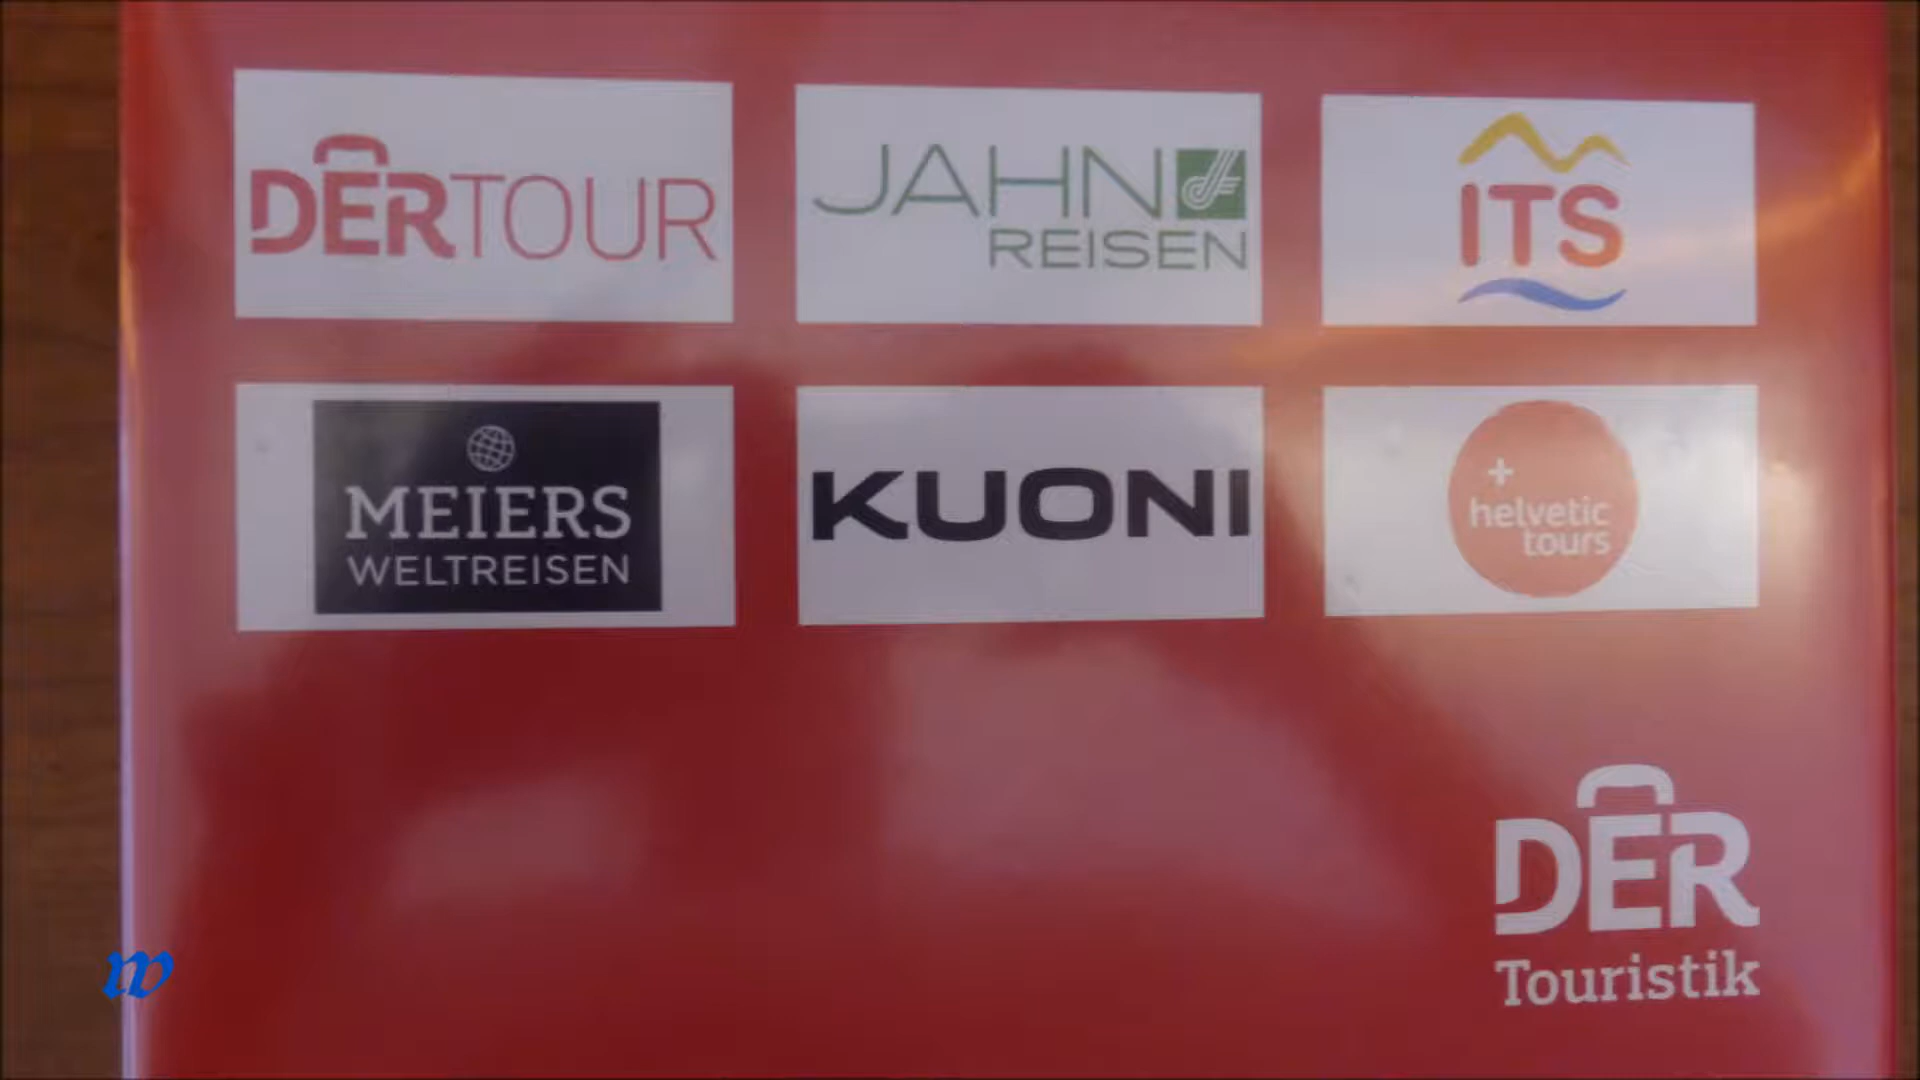 DERTOUR
JAHN
REISEN
ITS
MEIERS
WELTREISEN
KUONI
helvetic
tours
DER
Touristik
w